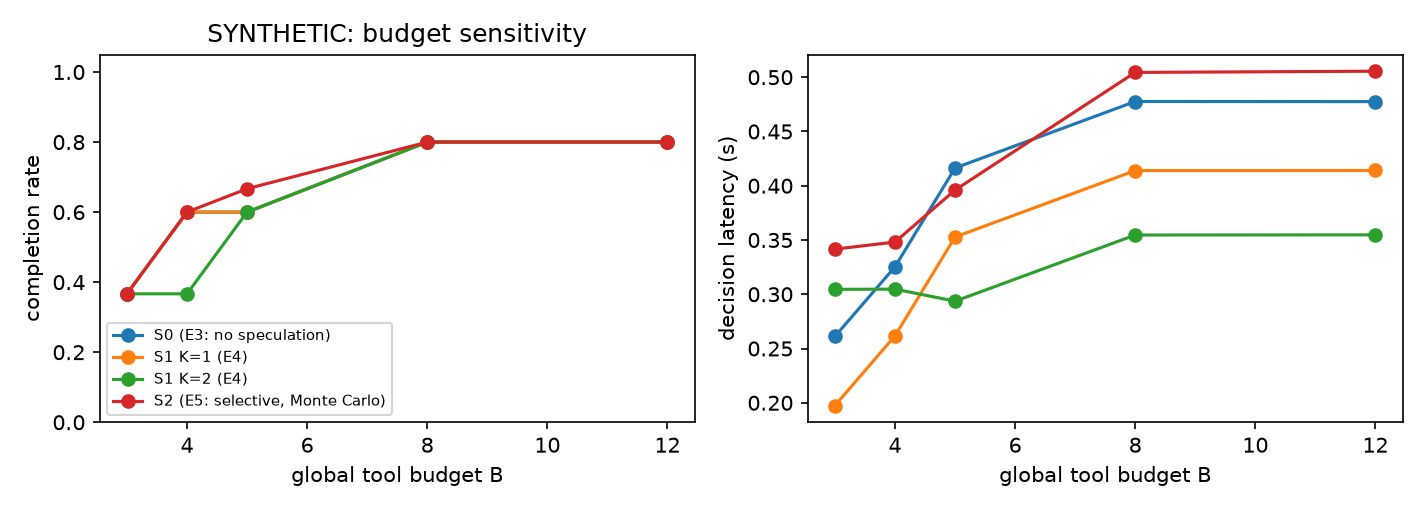 SYNTHETIC: budget sensitivity
completion rate
1.0
0.8
0.6
0.4
0.2
0.0
S0 (E3: no speculation)
S1 K=1 (E4)
S1 K=2 (E4)
S2 (E5: selective, Monte Carlo)
4 6 8 10 12
global tool budget B
decision latency (s)
0.50
0.45
0.40
0.35
0.30
0.25
0.20
4 6 8 10 12
global tool budget B